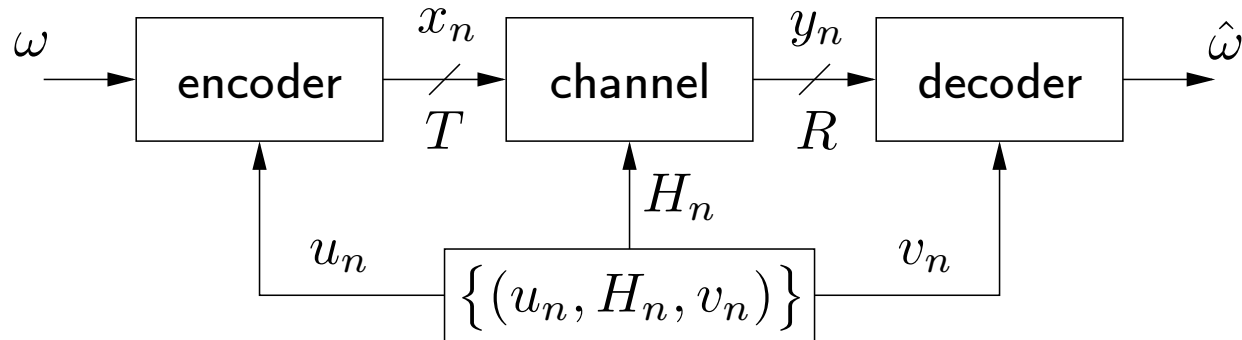 ω x_n y_n ω̂
encoder channel decoder
T R
H_n
u_n v_n
{(u_n, H_n, v_n)}